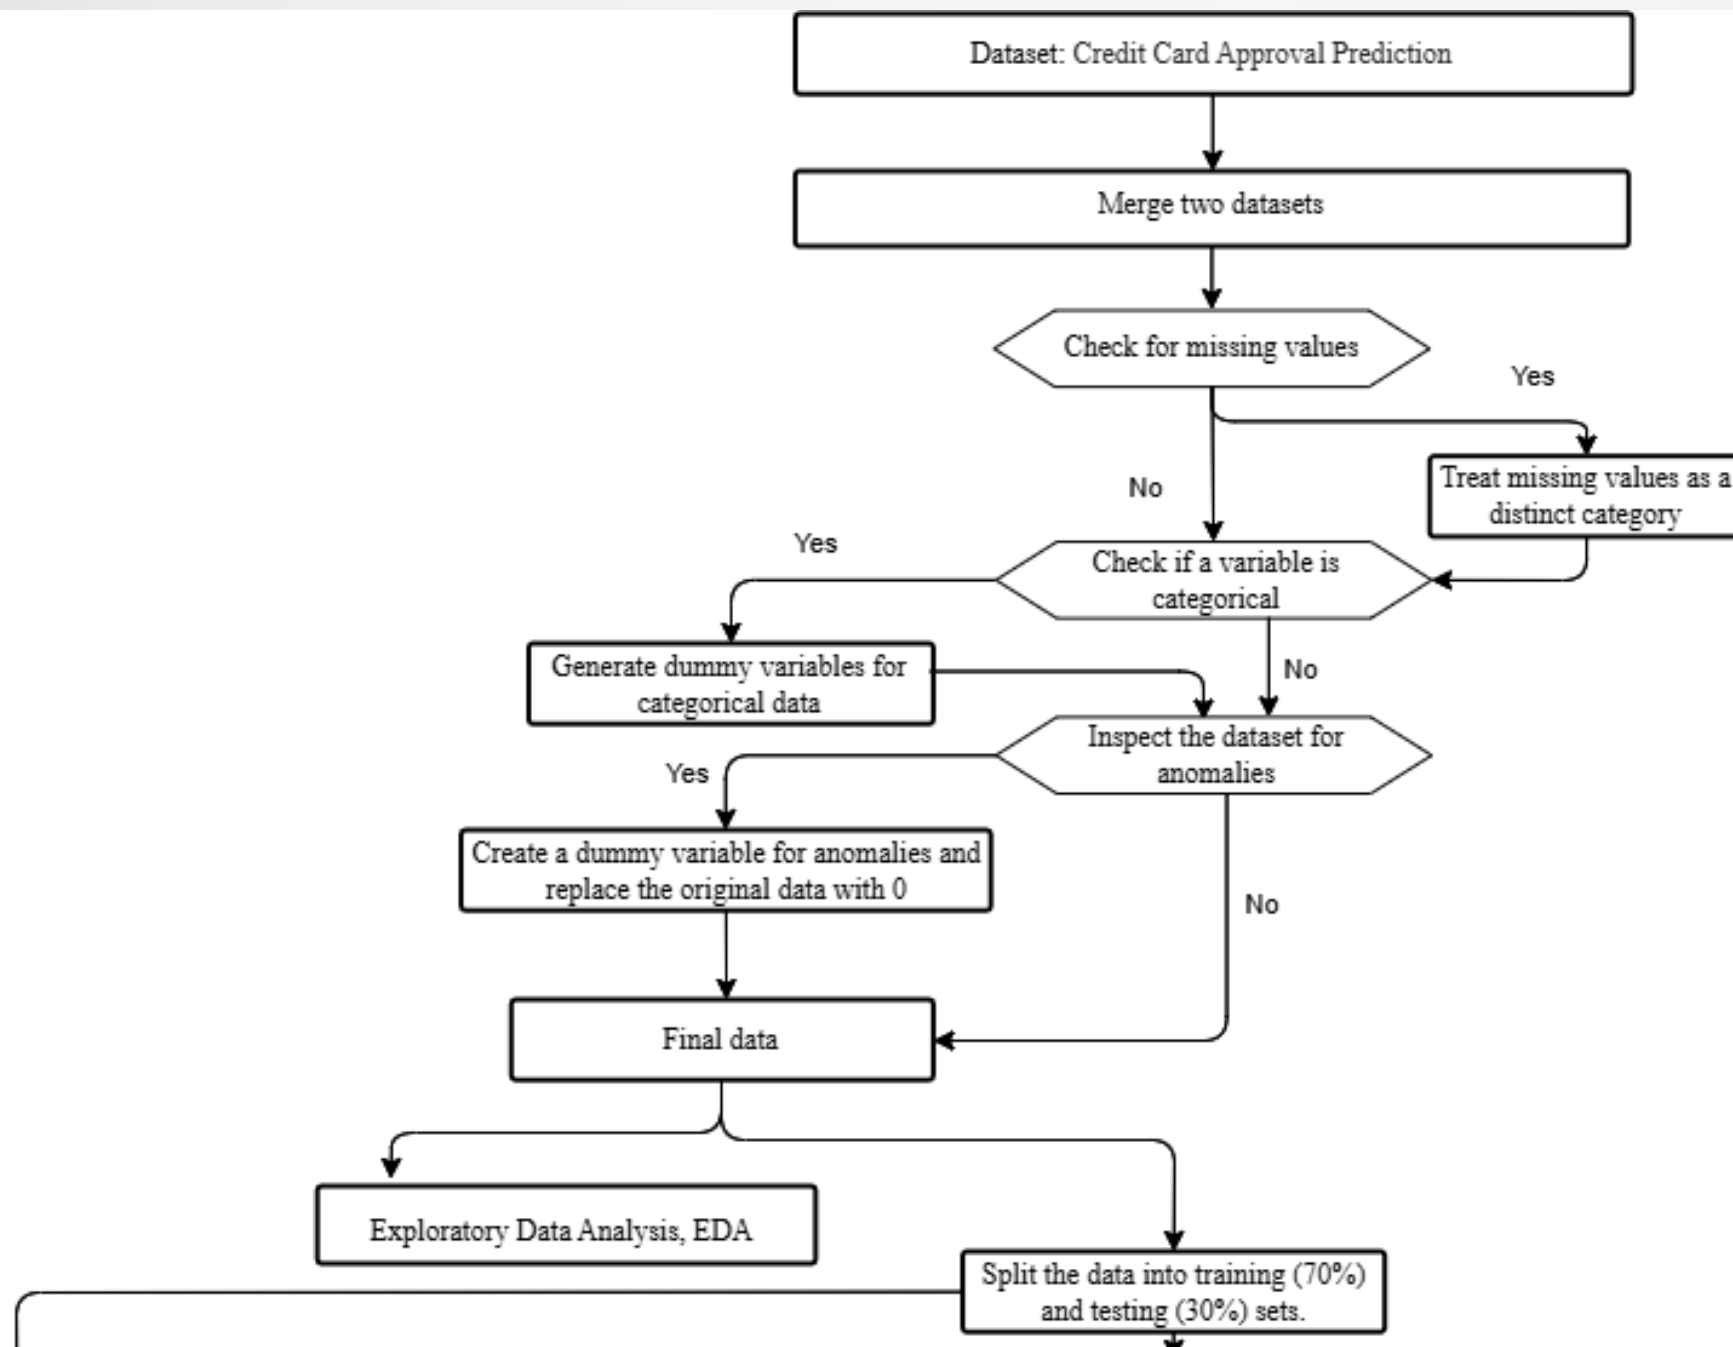 Dataset: Credit Card Approval Prediction
Merge two datasets
Check for missing values
Yes
Treat missing values as a
distinct category
No
Yes
Check if a variable is
categorical
Generate dummy variables for
categorical data
No
Inspect the dataset for
anomalies
Yes
Create a dummy variable for anomalies and
replace the original data with 0
No
Final data
Exploratory Data Analysis, EDA
Split the data into training (70%)
and testing (30%) sets.